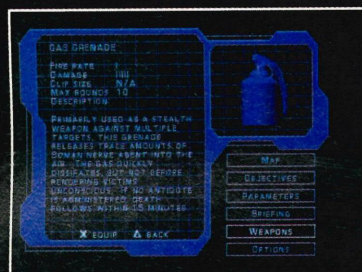 GAS GRENADE
FIRE RATE I
DAMAGE IIIII
CLIP SIZE N/A
MAX ROUNDS 10
DESCRIPTION
PRIMARILY USED AS A STEALTH
WEAPON AGAINST MULTIPLE
TARGETS, THIS GRENADE
RELEASES TRACE AMOUNTS OF
SOMAN NERVE AGENT INTO THE
AIR. THE GAS QUICKLY
DISSIPATES, BUT NOT BEFORE
RENDERING VICTIMS
UNCONSCIOUS. IF NO ANTIDOTE
IS ADMINISTERED, DEATH
FOLLOWS WITHIN 15 MINUTES.
X EQUIP △ BACK
MAP
OBJECTIVES
PARAMETERS
BRIEFING
WEAPONS
OPTIONS